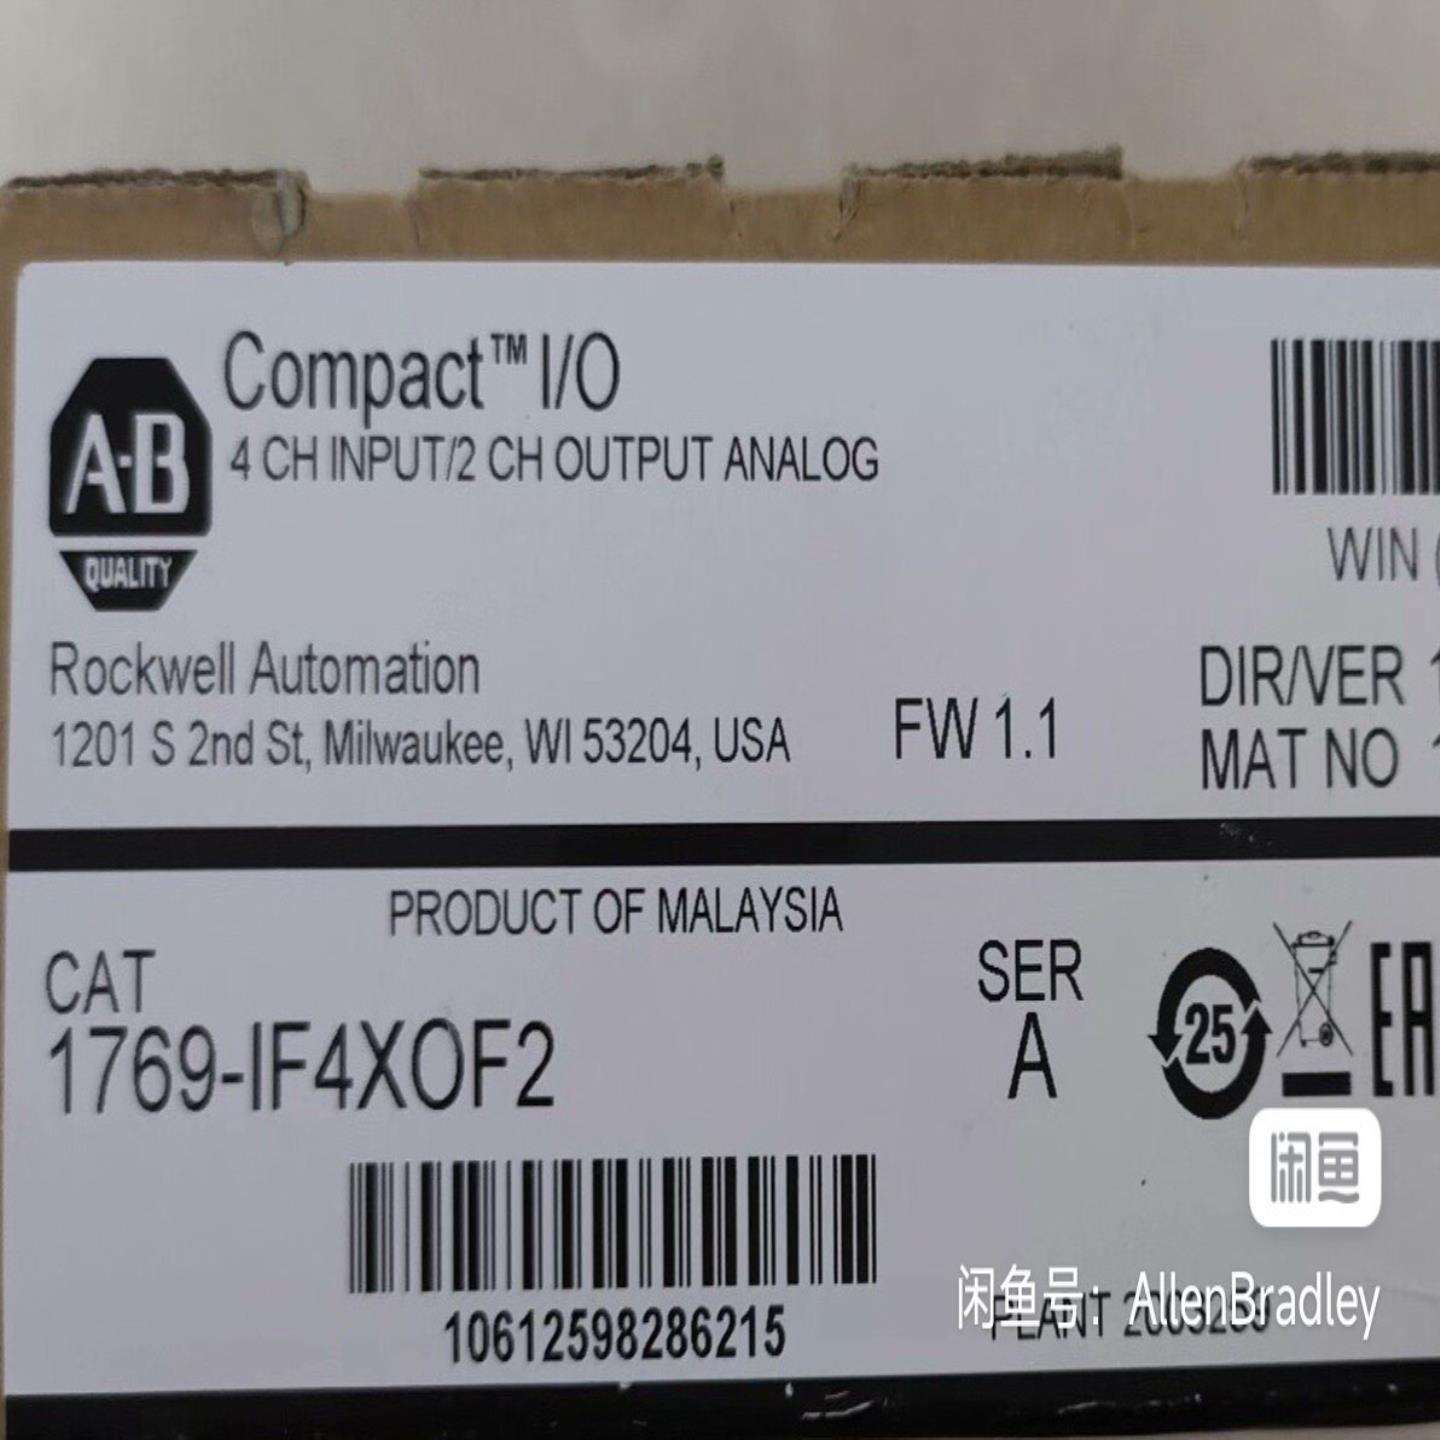 Compact™ I/O
4 CH INPUT/2 CH OUTPUT ANALOG
A-B
QUALITY
WIN
Rockwell Automation
1201 S 2nd St, Milwaukee, WI 53204, USA
FW 1.1
DIR/VER
MAT NO
PRODUCT OF MALAYSIA
CAT
1769-IF4XOF2
SER
A
25
EAC
闲鱼
10612598286215
PLANT
闲鱼号：AllenBradley